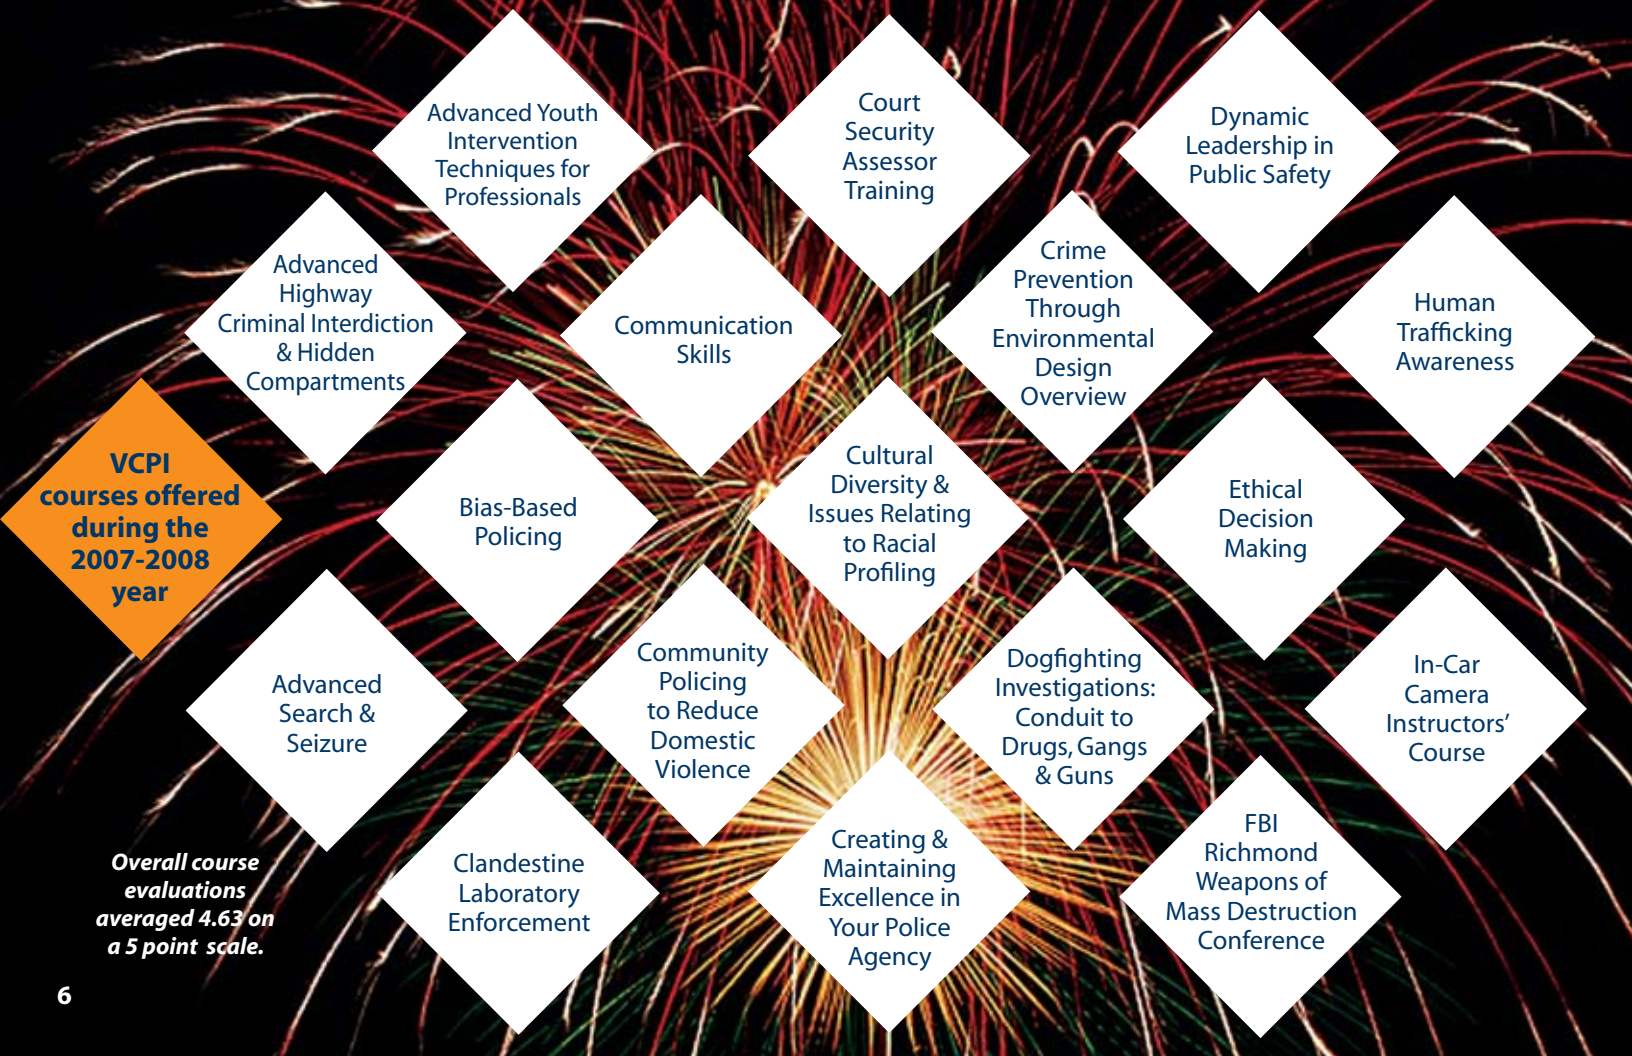 VCPI
courses offered
during the
2007-2008
year
Advanced Youth
Intervention
Techniques for
Professionals
Court
Security
Assessor
Training
Dynamic
Leadership in
Public Safety
Advanced
Highway
Criminal Interdiction
& Hidden
Compartments
Communication
Skills
Crime
Prevention
Through
Environmental
Design
Overview
Human
Trafficking
Awareness
Bias-Based
Policing
Cultural
Diversity &
Issues Relating
to Racial
Profiling
Ethical
Decision
Making
Advanced
Search &
Seizure
Community
Policing
to Reduce
Domestic
Violence
Dogfighting
Investigations:
Conduit to
Drugs, Gangs
& Guns
In-Car
Camera
Instructors’
Course
Clandestine
Laboratory
Enforcement
Creating &
Maintaining
Excellence in
Your Police
Agency
FBI
Richmond
Weapons of
Mass Destruction
Conference
Overall course
evaluations
averaged 4.63 on
a 5 point scale.
6